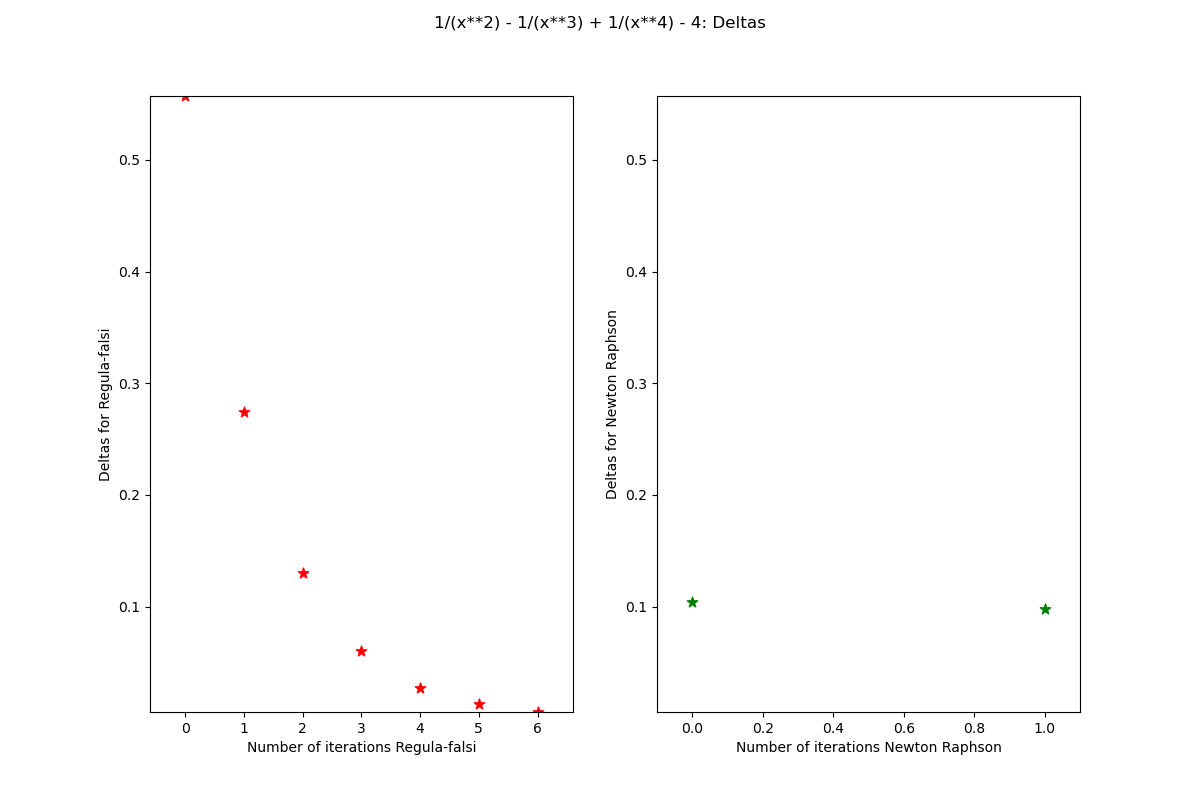 1/(x**2) - 1/(x**3) + 1/(x**4) - 4: Deltas
Deltas for Regula-falsi
0.5
0.4
0.3
0.2
0.1
0 1 2 3 4 5 6
Number of iterations Regula-falsi
Deltas for Newton Raphson
0.5
0.4
0.3
0.2
0.1
0.0 0.2 0.4 0.6 0.8 1.0
Number of iterations Newton Raphson